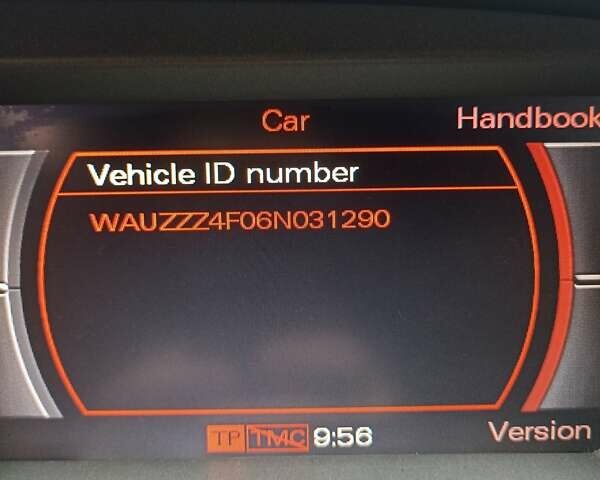 Car
Handbook
Vehicle ID number
WAUZZZ4F06N031290
TP TMC 9:56
Version